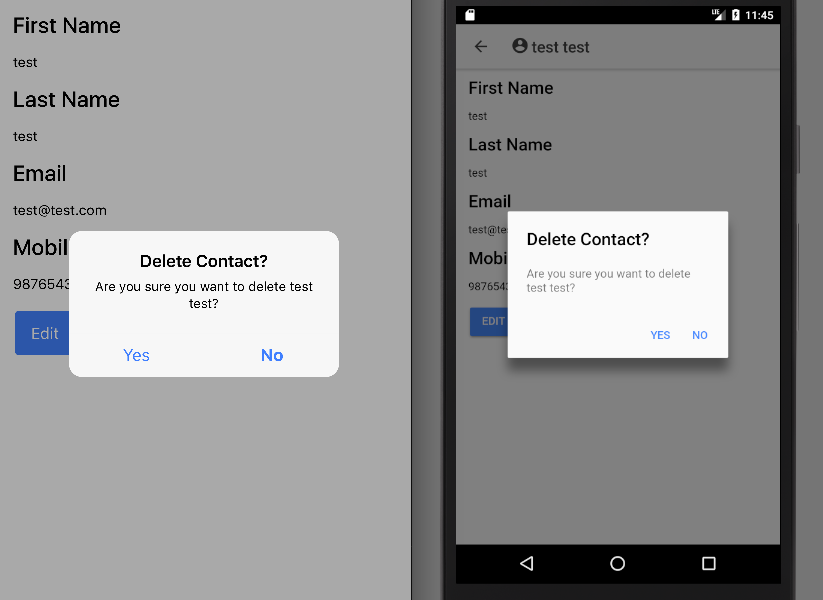 First Name
test
Last Name
test
Email
test@test.com
Mobil
9876543
Edit
Delete Contact?
Are you sure you want to delete test
test?
Yes No
LTE 11:45
test test
First Name
test
Last Name
test
Email
test@te
Mobi
987654
EDIT
Delete Contact?
Are you sure you want to delete
test test?
YES NO